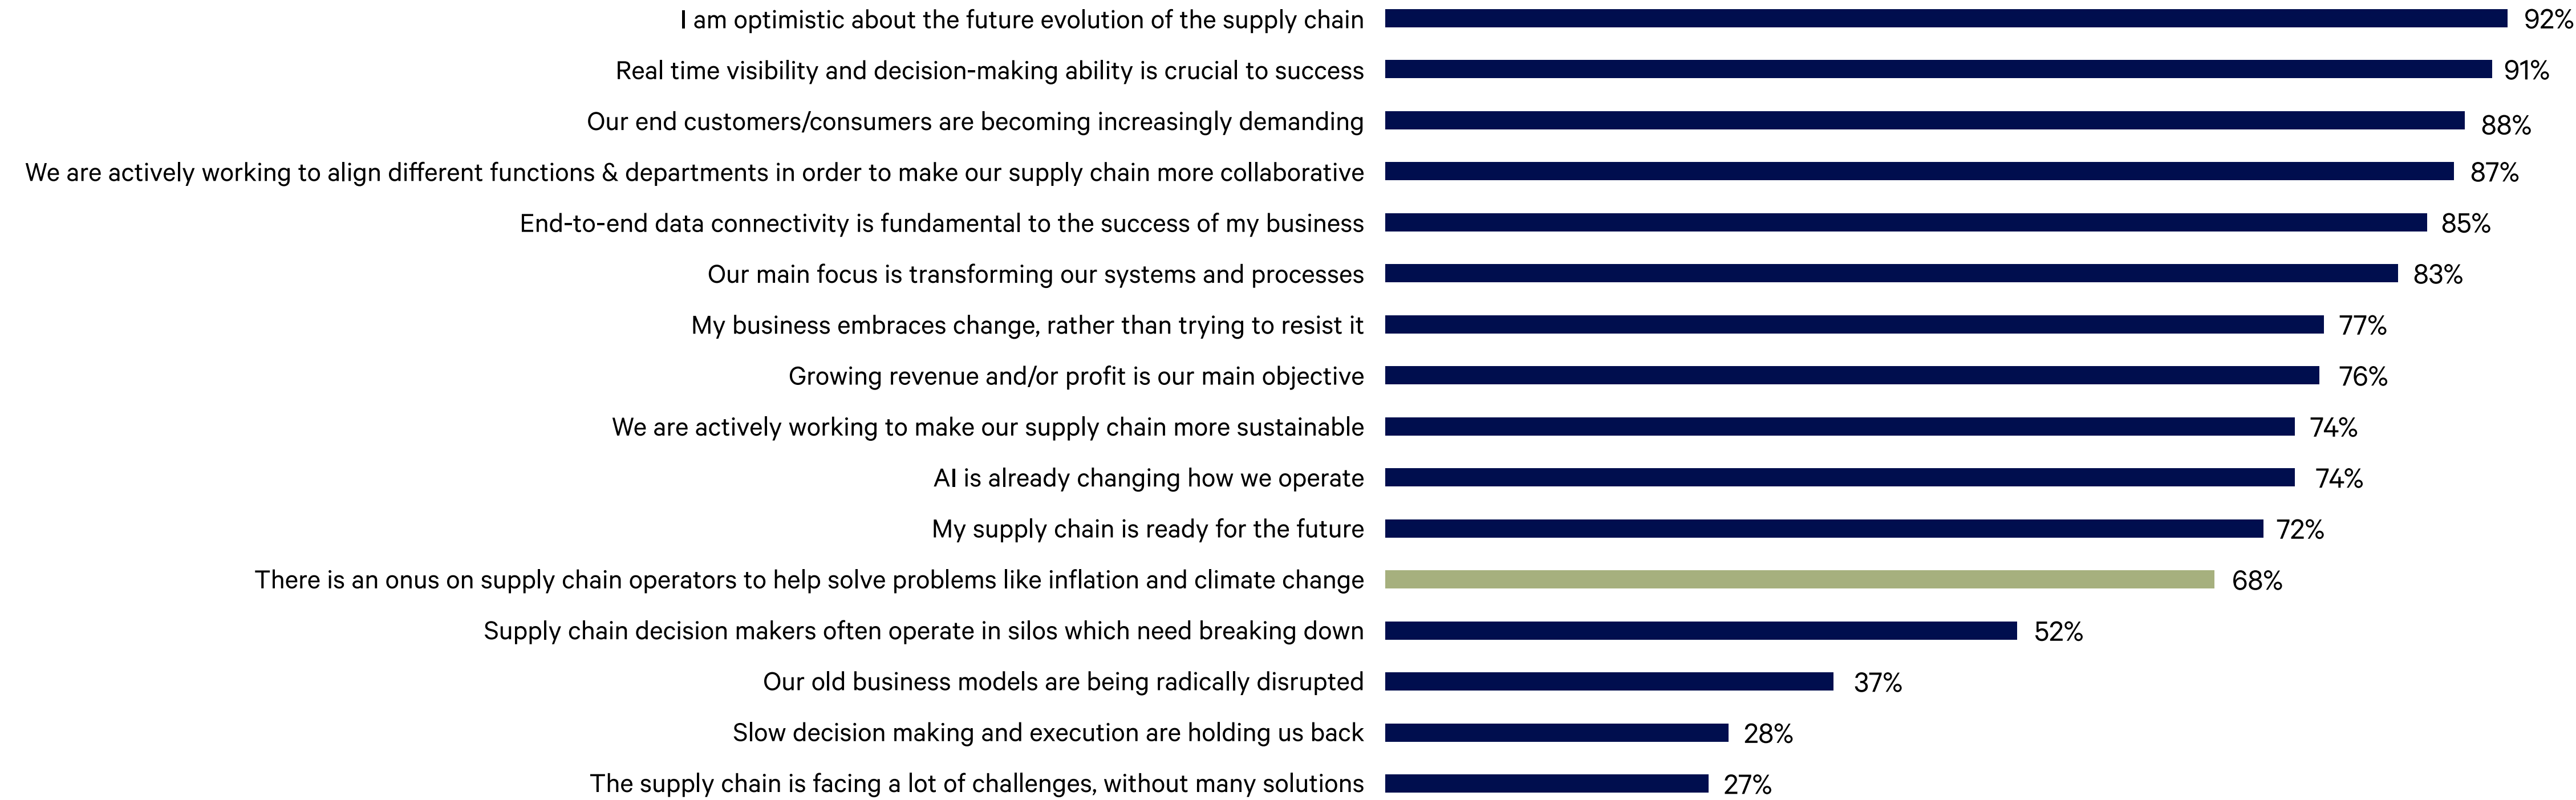 I am optimistic about the future evolution of the supply chain 92%
Real time visibility and decision-making ability is crucial to success 91%
Our end customers/consumers are becoming increasingly demanding 88%
We are actively working to align different functions & departments in order to make our supply chain more collaborative 87%
End-to-end data connectivity is fundamental to the success of my business 85%
Our main focus is transforming our systems and processes 83%
My business embraces change, rather than trying to resist it 77%
Growing revenue and/or profit is our main objective 76%
We are actively working to make our supply chain more sustainable 74%
AI is already changing how we operate 74%
My supply chain is ready for the future 72%
There is an onus on supply chain operators to help solve problems like inflation and climate change 68%
Supply chain decision makers often operate in silos which need breaking down 52%
Our old business models are being radically disrupted 37%
Slow decision making and execution are holding us back 28%
The supply chain is facing a lot of challenges, without many solutions 27%